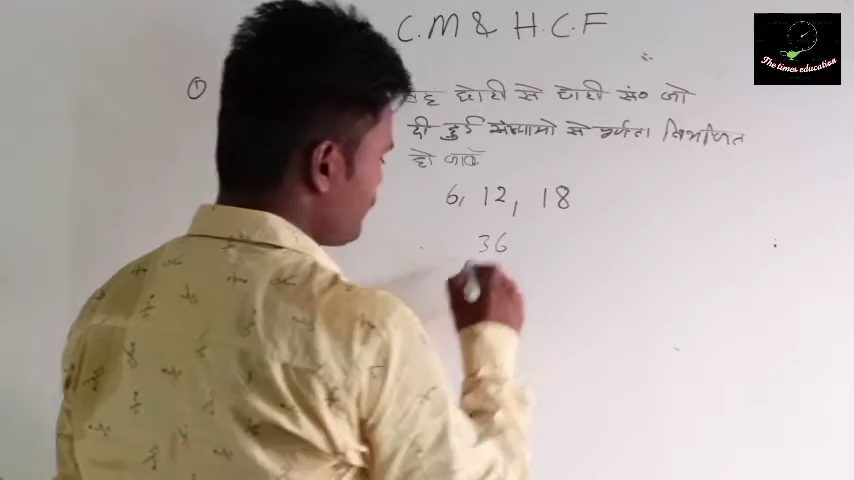 C.M & H.C.F
The times education
①
वह छोटी से छोटी सं० जो
दी हुई संख्यायो से पूर्णता विभाजित
हो जाये
6, 12, 18
36